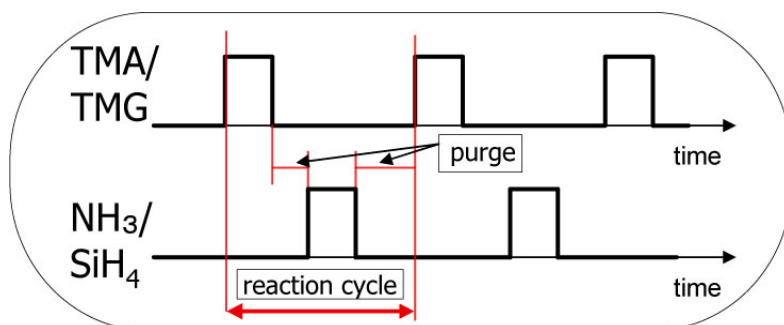 TMA/
TMG
time
purge
NH₃/
SiH₄
reaction cycle
time